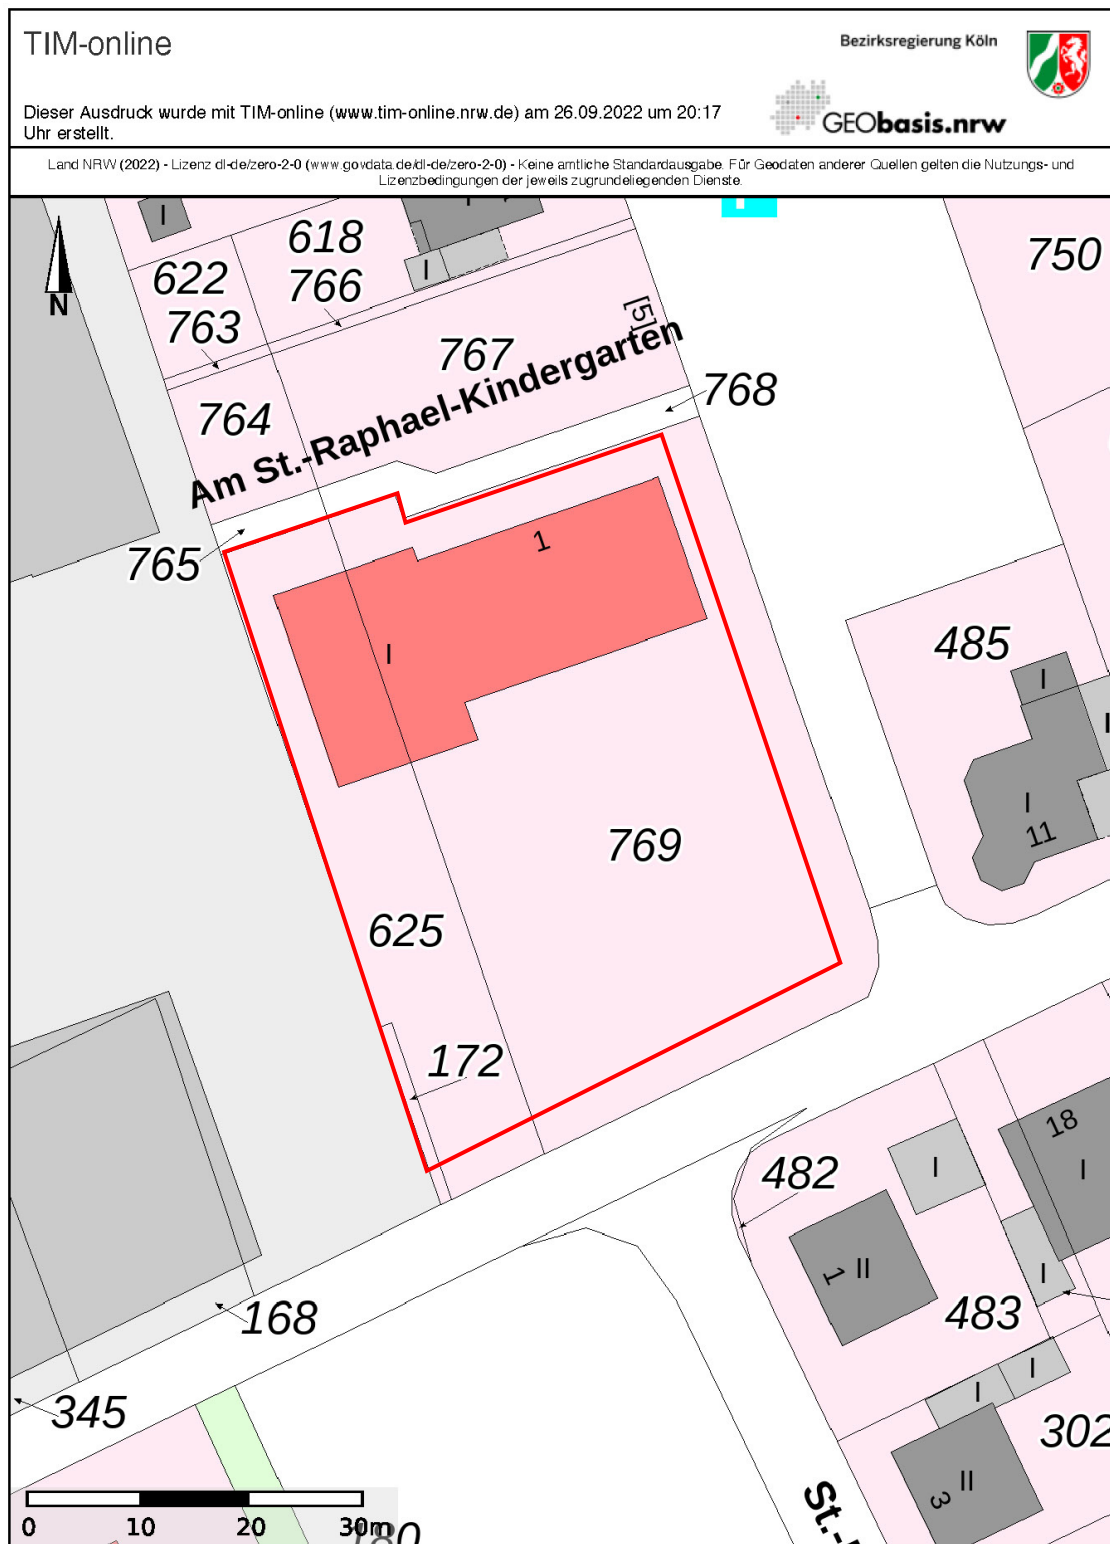 TIM-online
Bezirksregierung Köln
Dieser Ausdruck wurde mit TIM-online (www.tim-online.nrw.de) am 26.09.2022 um 20:17
Uhr erstellt.
GEObasis.nrw
Land NRW (2022) - Lizenz dl-de/zero-2-0 (www.govdata.de/dl-de/zero-2-0) - Keine amtliche Standardausgabe. Für Geodaten anderer Quellen gelten die Nutzungs- und
Lizenzbedingungen der jeweils zugrundeliegenden Dienste.
I
618
750
622
766
I
N
763
[5]
767
768
764
Am St.-Raphael-Kindergarten
765
1
I
485
I
I
11
769
625
172
18
I
I
482
1
II
I
168
483
I
I
345
302
II
3
St.-
0
10
20
30m